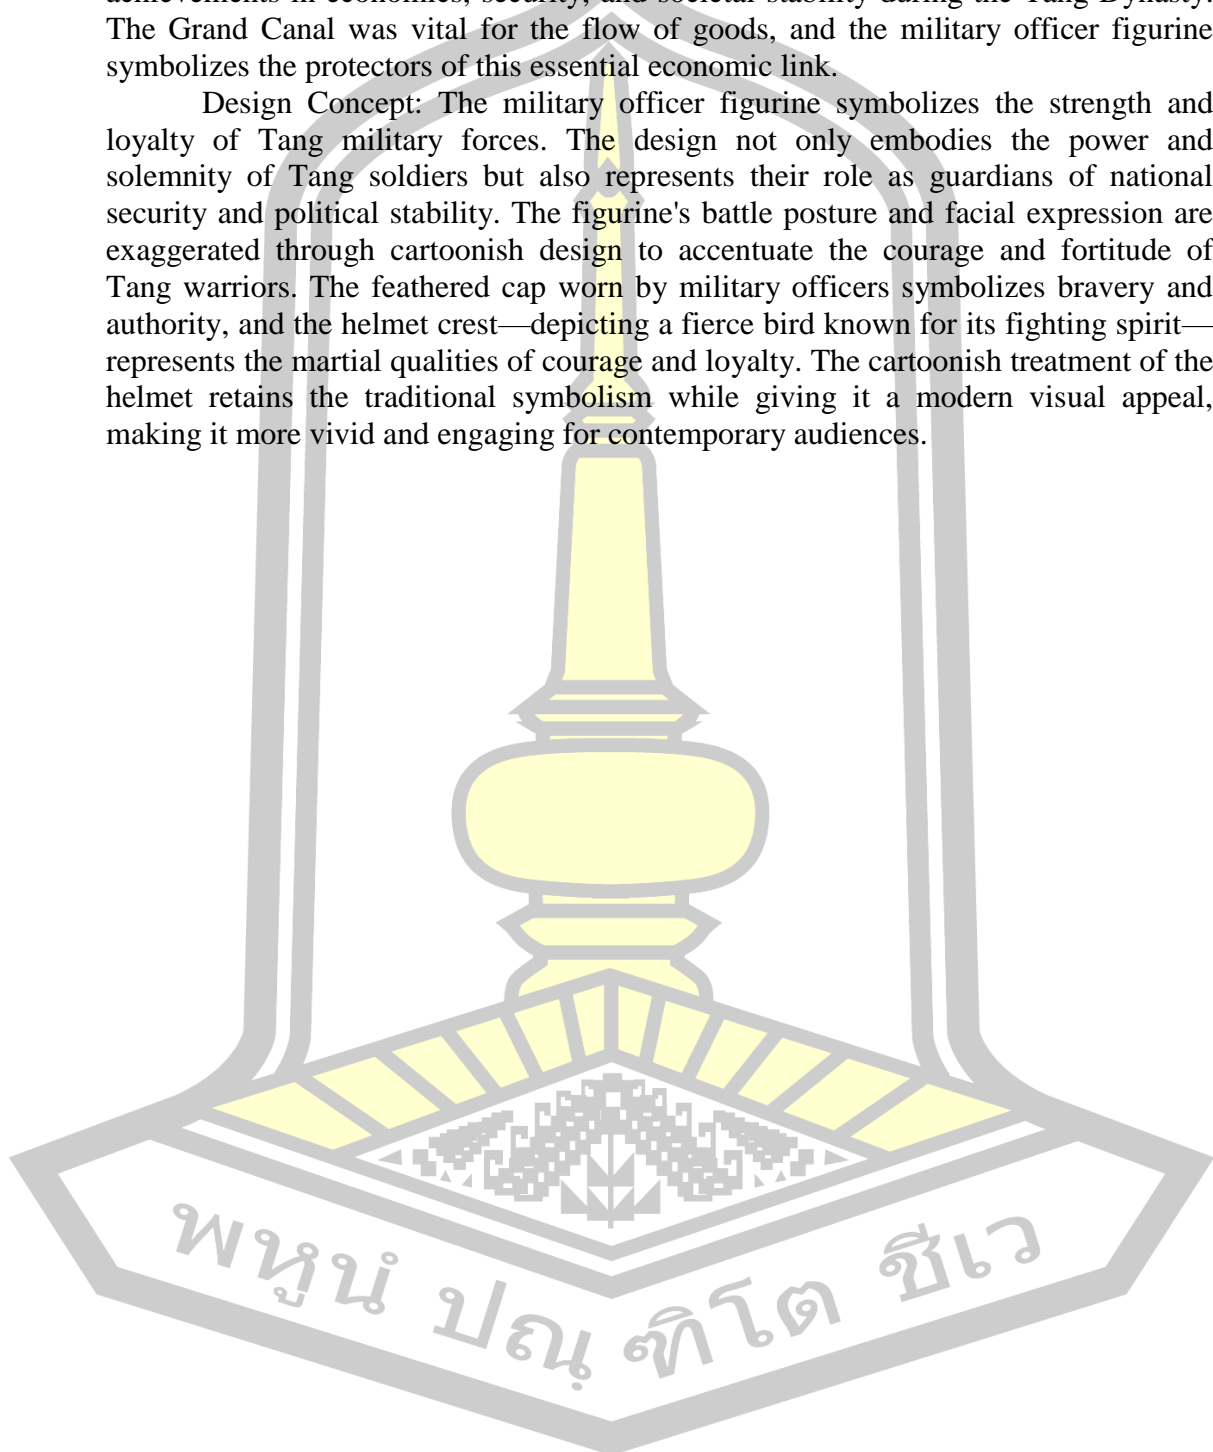 achievements in economics, security, and societal stability during the Tang Dynasty.
The Grand Canal was vital for the flow of goods, and the military officer figurine
symbolizes the protectors of this essential economic link.
Design Concept: The military officer figurine symbolizes the strength and
loyalty of Tang military forces. The design not only embodies the power and
solemnity of Tang soldiers but also represents their role as guardians of national
security and political stability. The figurine's battle posture and facial expression are
exaggerated through cartoonish design to accentuate the courage and fortitude of
Tang warriors. The feathered cap worn by military officers symbolizes bravery and
authority, and the helmet crest—depicting a fierce bird known for its fighting spirit—
represents the martial qualities of courage and loyalty. The cartoonish treatment of the
helmet retains the traditional symbolism while giving it a modern visual appeal,
making it more vivid and engaging for contemporary audiences.
พหูนํ ปณฺ ฑิโต ชีเว